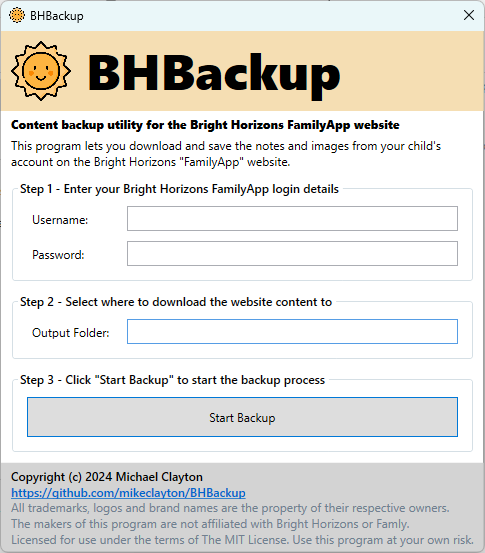 BHBackup
BHBackup
Content backup utility for the Bright Horizons FamilyApp website
This program lets you download and save the notes and images from your child's
account on the Bright Horizons "FamilyApp" website.
Step 1 - Enter your Bright Horizons FamilyApp login details
Username:
Password:
Step 2 - Select where to download the website content to
Output Folder:
Step 3 - Click "Start Backup" to start the backup process
Start Backup
Copyright (c) 2024 Michael Clayton
https://github.com/mikeclayton/BHBackup
All trademarks, logos and brand names are the property of their respective owners.
The makers of this program are not affiliated with Bright Horizons or Famly.
Licensed for use under the terms of The MIT License. Use this program at your own risk.